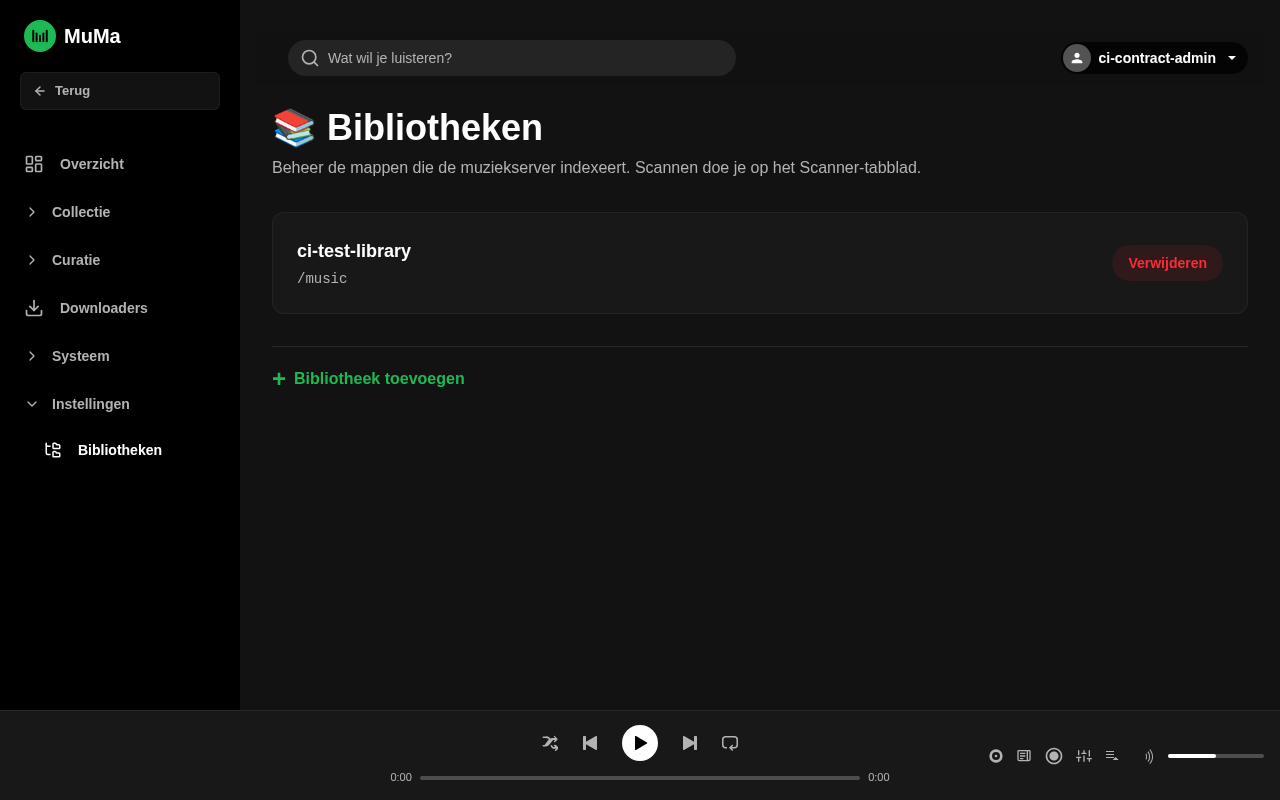 MuMa
Terug
Overzicht
Collectie
Curatie
Downloaders
Systeem
Instellingen
Bibliotheken
Wat wil je luisteren?
ci-contract-admin
📚 Bibliotheken
Beheer de mappen die de muziekserver indexeert. Scannen doe je op het Scanner-tabblad.
ci-test-library
/music
Verwijderen
+ Bibliotheek toevoegen
0:00
0:00